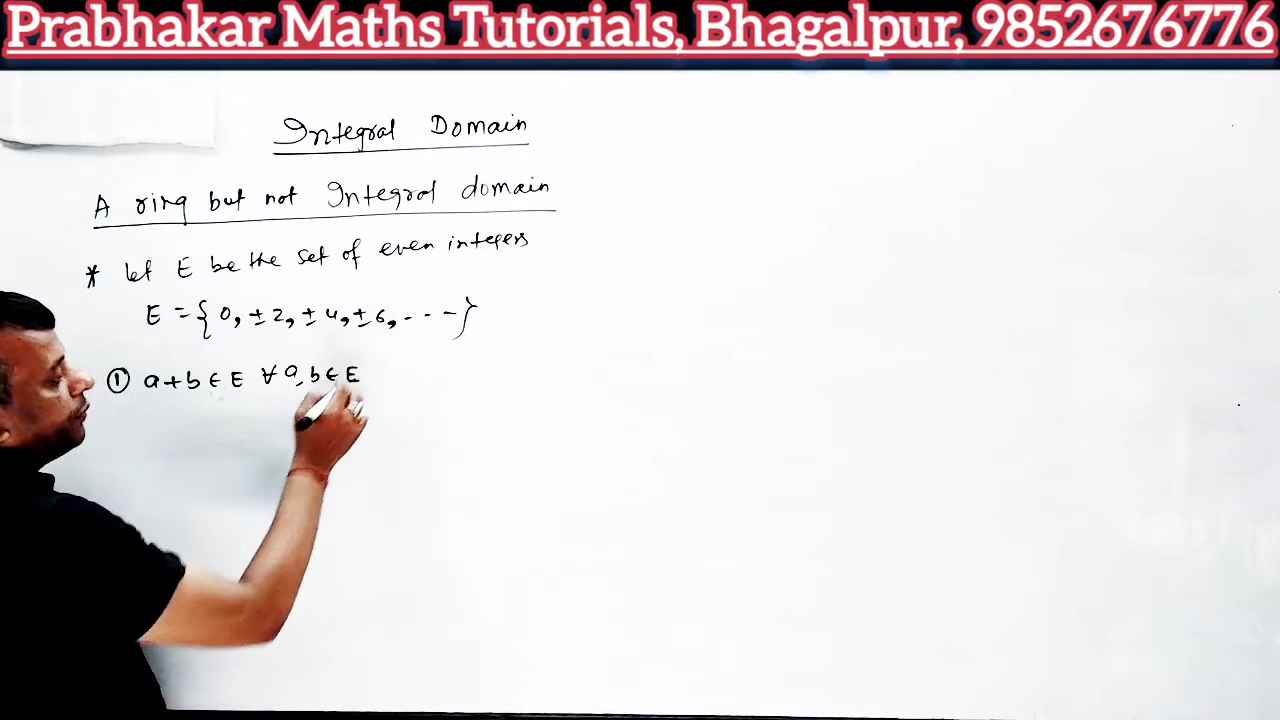 Prabhakar Maths Tutorials, Bhagalpur, 9852676776
Integral Domain
A ring but not Integral domain
* Let E be the set of even integers
E = { 0, ±2, ±4, ±6, - - - }
① a+b ∈ E ∀ a, b ∈ E